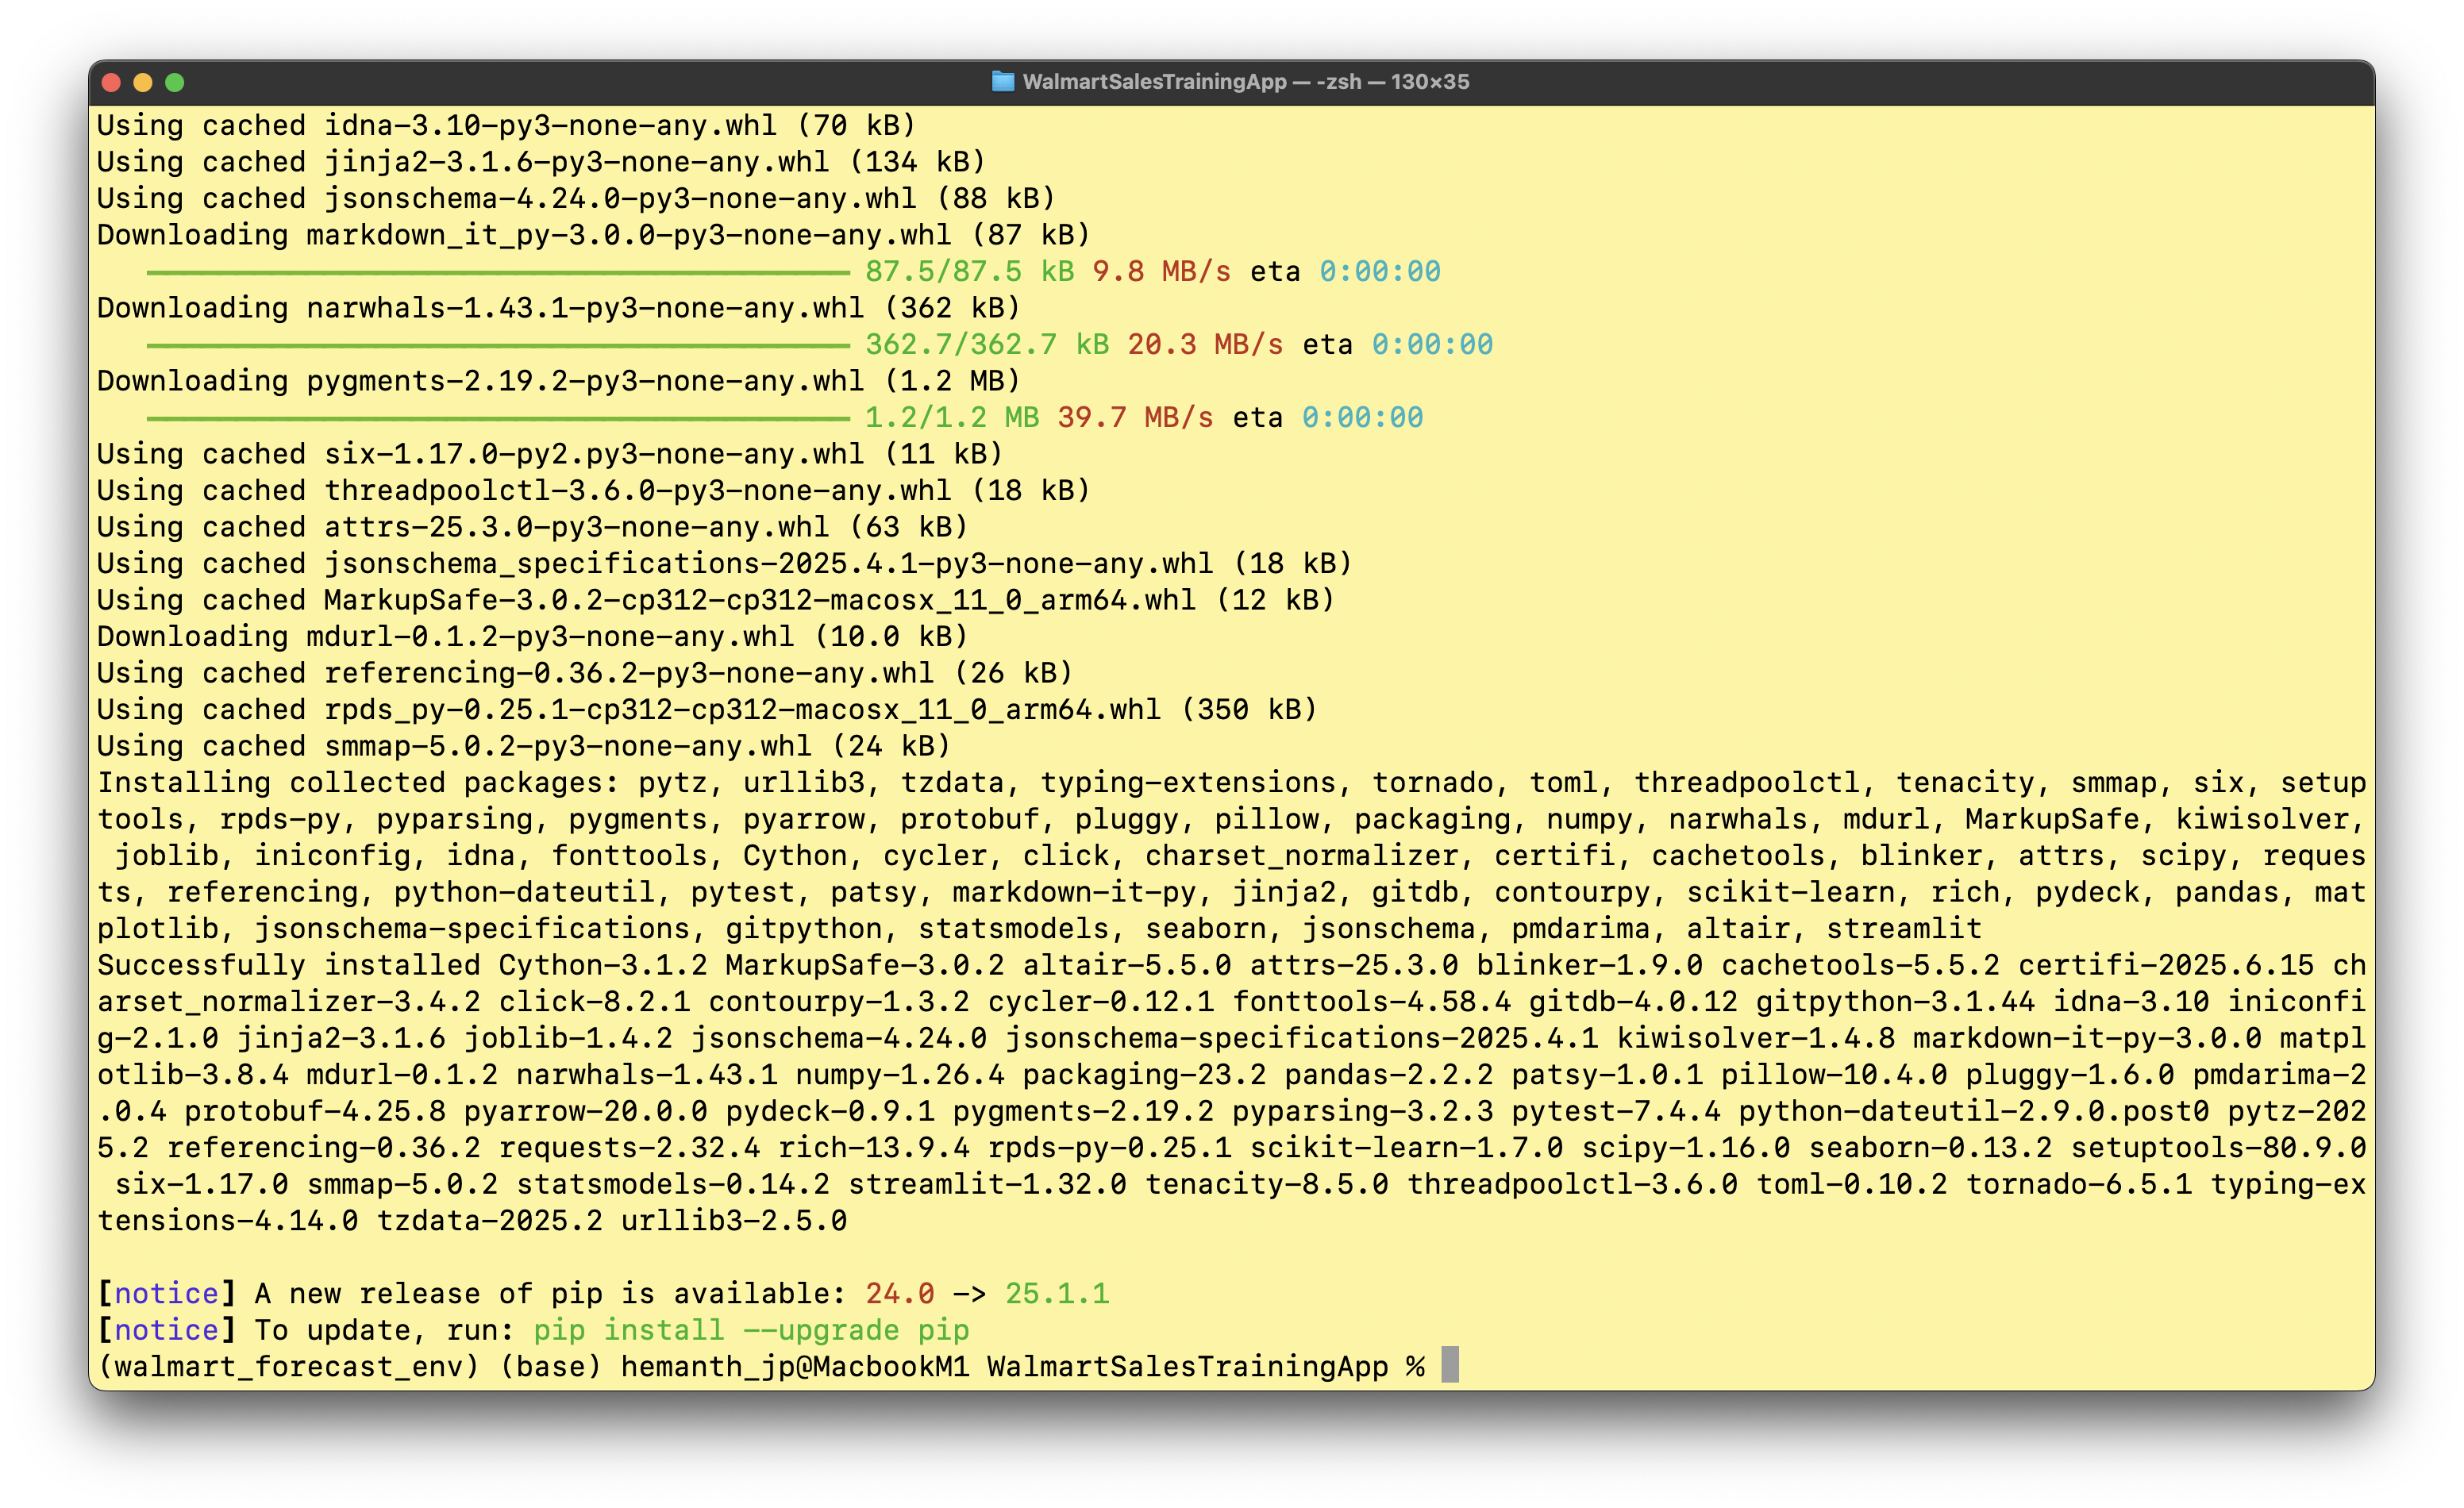 WalmartSalesTrainingApp — -zsh — 130×35
Using cached idna-3.10-py3-none-any.whl (70 kB)
Using cached jinja2-3.1.6-py3-none-any.whl (134 kB)
Using cached jsonschema-4.24.0-py3-none-any.whl (88 kB)
Downloading markdown_it_py-3.0.0-py3-none-any.whl (87 kB)
87.5/87.5 kB 9.8 MB/s eta 0:00:00
Downloading narwhals-1.43.1-py3-none-any.whl (362 kB)
362.7/362.7 kB 20.3 MB/s eta 0:00:00
Downloading pygments-2.19.2-py3-none-any.whl (1.2 MB)
1.2/1.2 MB 39.7 MB/s eta 0:00:00
Using cached six-1.17.0-py2.py3-none-any.whl (11 kB)
Using cached threadpoolctl-3.6.0-py3-none-any.whl (18 kB)
Using cached attrs-25.3.0-py3-none-any.whl (63 kB)
Using cached jsonschema_specifications-2025.4.1-py3-none-any.whl (18 kB)
Using cached MarkupSafe-3.0.2-cp312-cp312-macosx_11_0_arm64.whl (12 kB)
Downloading mdurl-0.1.2-py3-none-any.whl (10.0 kB)
Using cached referencing-0.36.2-py3-none-any.whl (26 kB)
Using cached rpds_py-0.25.1-cp312-cp312-macosx_11_0_arm64.whl (350 kB)
Using cached smmap-5.0.2-py3-none-any.whl (24 kB)
Installing collected packages: pytz, urllib3, tzdata, typing-extensions, tornado, toml, threadpoolctl, tenacity, smmap, six, setup
tools, rpds-py, pyparsing, pygments, pyarrow, protobuf, pluggy, pillow, packaging, numpy, narwhals, mdurl, MarkupSafe, kiwisolver,
joblib, iniconfig, idna, fonttools, Cython, cycler, click, charset_normalizer, certifi, cachetools, blinker, attrs, scipy, reques
ts, referencing, python-dateutil, pytest, patsy, markdown-it-py, jinja2, gitdb, contourpy, scikit-learn, rich, pydeck, pandas, mat
plotlib, jsonschema-specifications, gitpython, statsmodels, seaborn, jsonschema, pmdarima, altair, streamlit
Successfully installed Cython-3.1.2 MarkupSafe-3.0.2 altair-5.5.0 attrs-25.3.0 blinker-1.9.0 cachetools-5.5.2 certifi-2025.6.15 ch
arset_normalizer-3.4.2 click-8.2.1 contourpy-1.3.2 cycler-0.12.1 fonttools-4.58.4 gitdb-4.0.12 gitpython-3.1.44 idna-3.10 iniconfi
g-2.1.0 jinja2-3.1.6 joblib-1.4.2 jsonschema-4.24.0 jsonschema-specifications-2025.4.1 kiwisolver-1.4.8 markdown-it-py-3.0.0 matpl
otlib-3.8.4 mdurl-0.1.2 narwhals-1.43.1 numpy-1.26.4 packaging-23.2 pandas-2.2.2 patsy-1.0.1 pillow-10.4.0 pluggy-1.6.0 pmdarima-2
.0.4 protobuf-4.25.8 pyarrow-20.0.0 pydeck-0.9.1 pygments-2.19.2 pyparsing-3.2.3 pytest-7.4.4 python-dateutil-2.9.0.post0 pytz-202
5.2 referencing-0.36.2 requests-2.32.4 rich-13.9.4 rpds-py-0.25.1 scikit-learn-1.7.0 scipy-1.16.0 seaborn-0.13.2 setuptools-80.9.0
six-1.17.0 smmap-5.0.2 statsmodels-0.14.2 streamlit-1.32.0 tenacity-8.5.0 threadpoolctl-3.6.0 toml-0.10.2 tornado-6.5.1 typing-ex
tensions-4.14.0 tzdata-2025.2 urllib3-2.5.0
[notice] A new release of pip is available: 24.0 -> 25.1.1
[notice] To update, run: pip install --upgrade pip
(walmart_forecast_env) (base) hemanth_jp@MacbookM1 WalmartSalesTrainingApp %